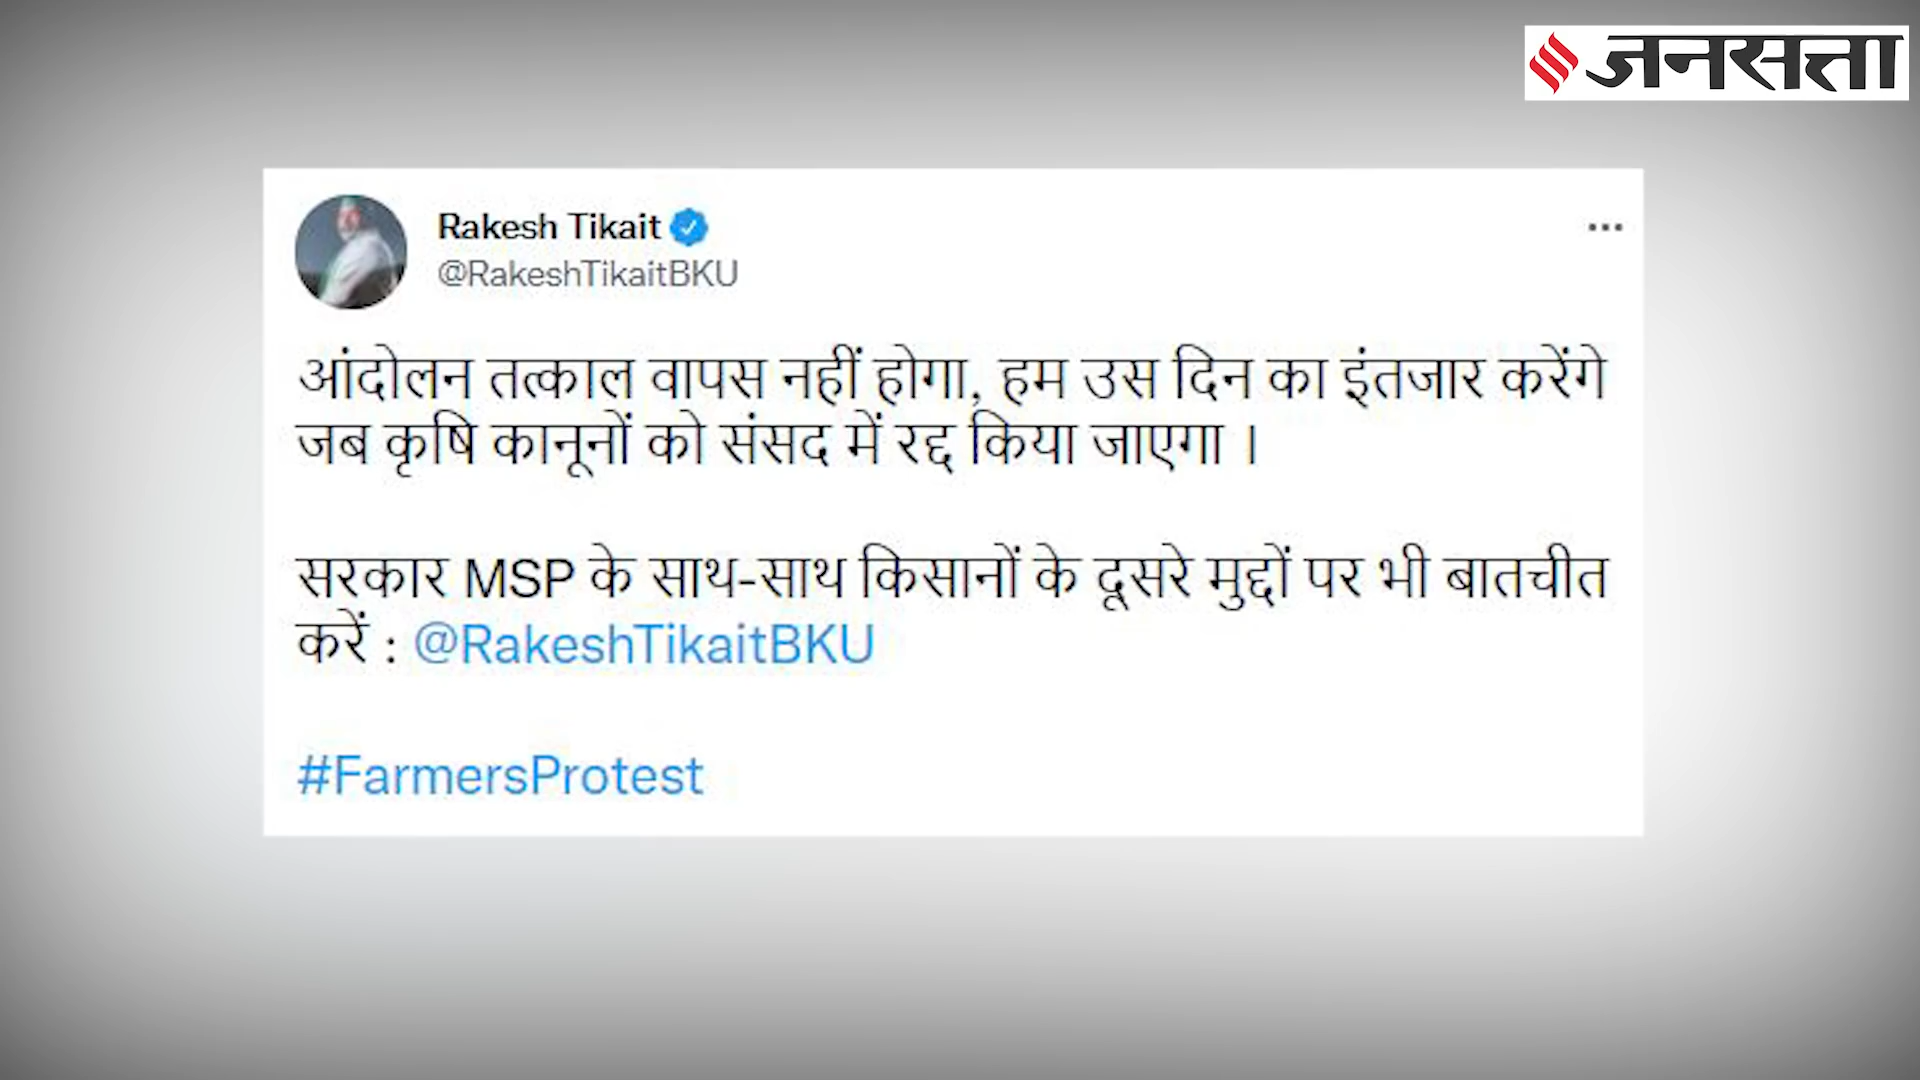 जनसत्ता
Rakesh Tikait
@RakeshTikaitBKU
आंदोलन तत्काल वापस नहीं होगा, हम उस दिन का इंतजार करेंगे
जब कृषि कानूनों को संसद में रद्द किया जाएगा ।
सरकार MSP के साथ-साथ किसानों के दूसरे मुद्दों पर भी बातचीत
करें : @RakeshTikaitBKU
#FarmersProtest